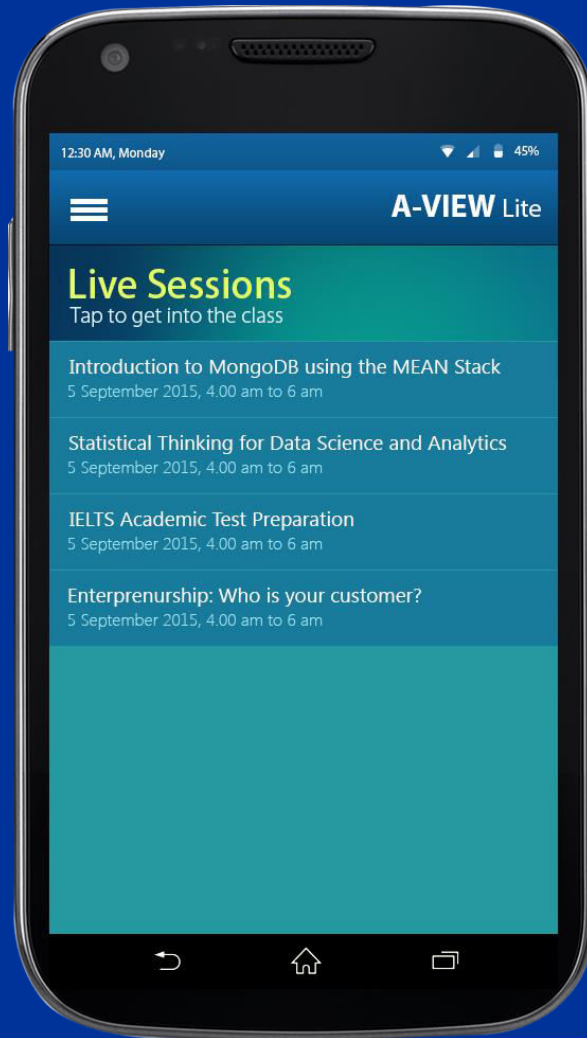 12:30 AM, Monday 45%
A-VIEW Lite
Live Sessions
Tap to get into the class
Introduction to MongoDB using the MEAN Stack
5 September 2015, 4.00 am to 6 am
Statistical Thinking for Data Science and Analytics
5 September 2015, 4.00 am to 6 am
IELTS Academic Test Preparation
5 September 2015, 4.00 am to 6 am
Enterprenurship: Who is your customer?
5 September 2015, 4.00 am to 6 am